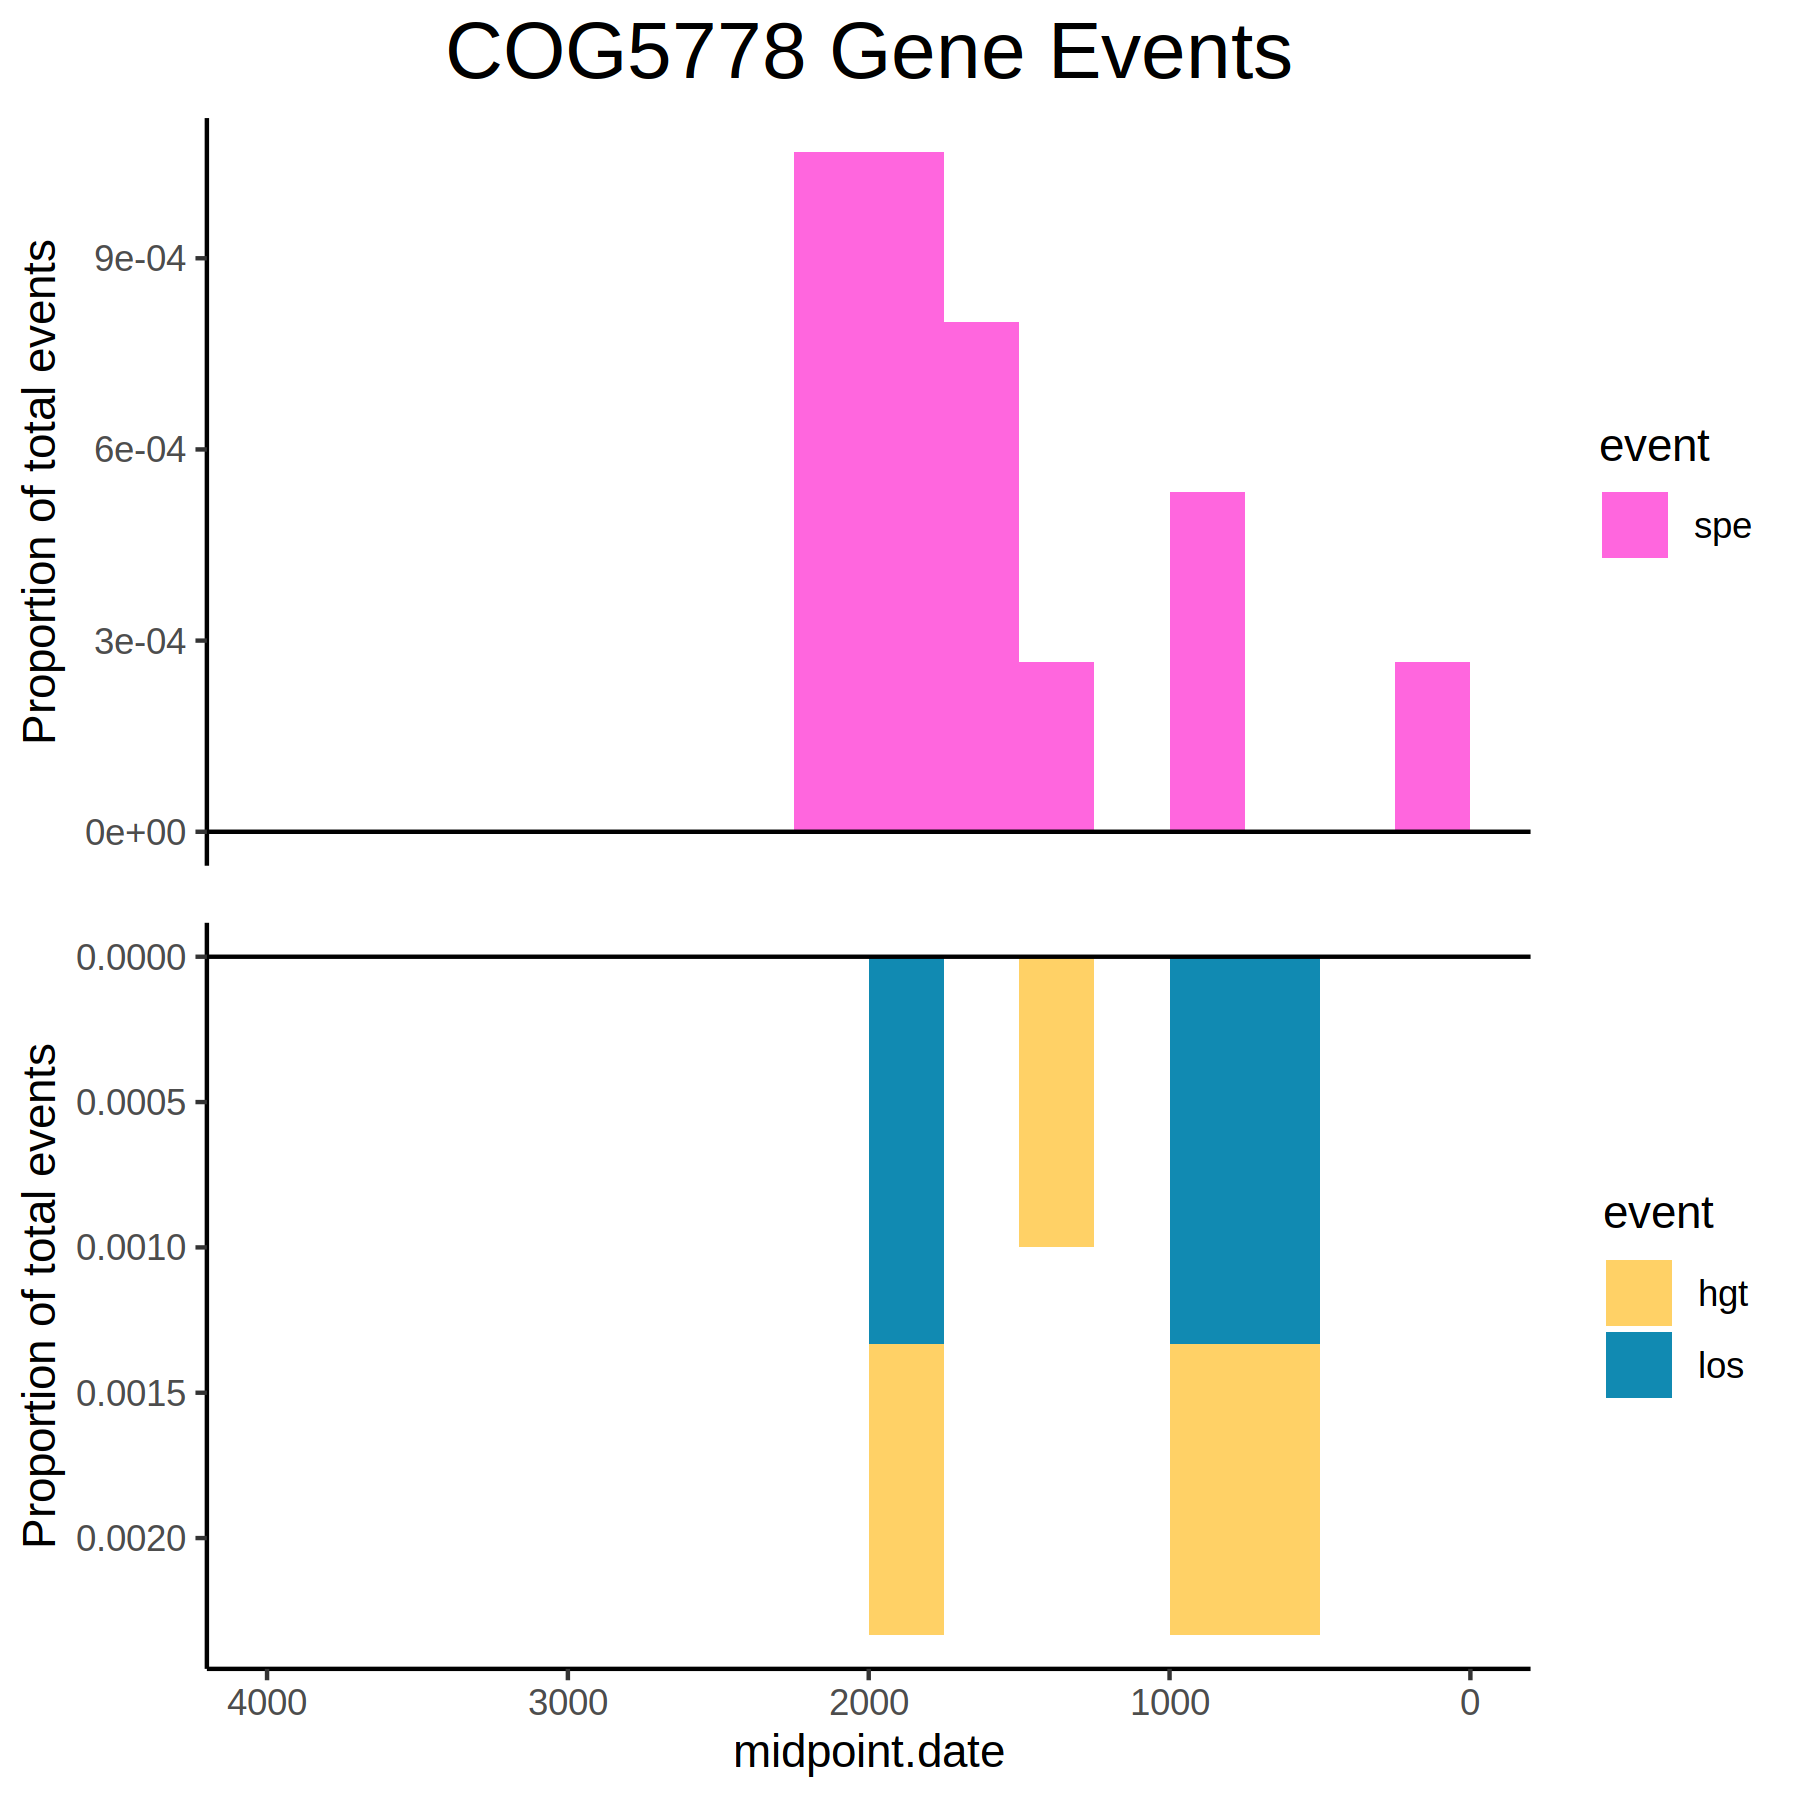 COG5778 Gene Events
Proportion of total events
9e-04
6e-04
3e-04
0e+00
event
spe
Proportion of total events
0.0000
0.0005
0.0010
0.0015
0.0020
event
hgt
los
4000 3000 2000 1000 0
midpoint.date